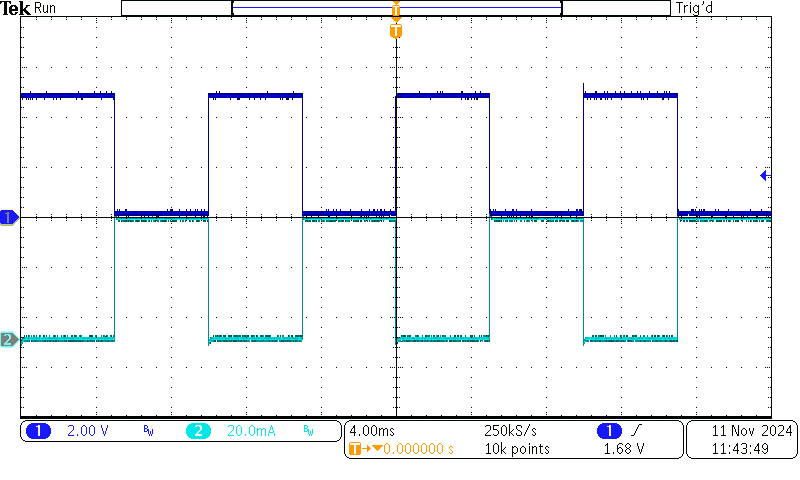 Tek Run Trig'd
T
T
1
2
1 2.00 V BW 2 20.0mA BW
4.00ms 250kS/s 1
T→▼0.000000 s 10k points 1.68 V
11 Nov 2024
11:43:49